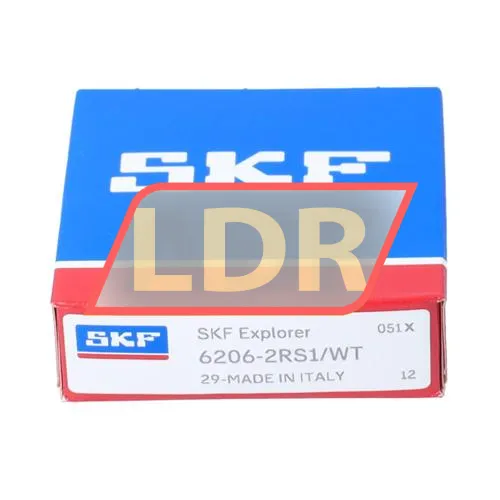 SKF
LDR
SKF
SKF Explorer
051X
6206-2RS1/WT
29-MADE IN ITALY
12